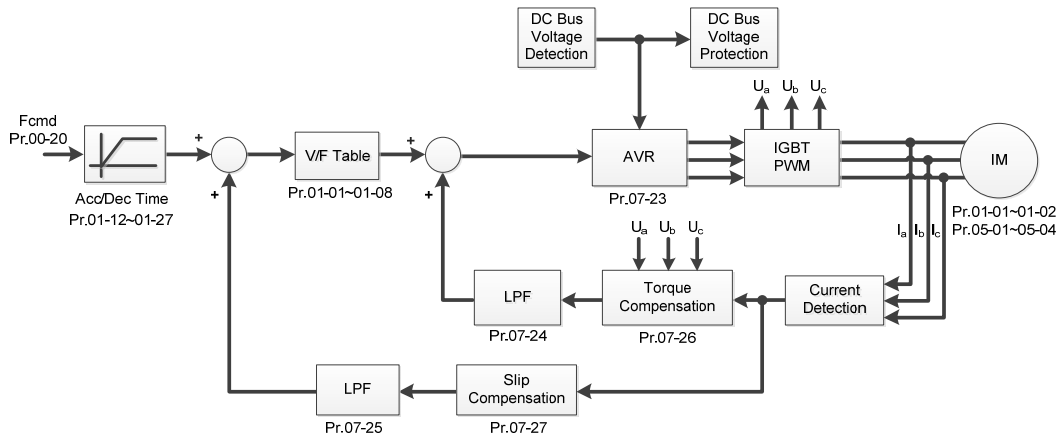 DC Bus
Voltage
Detection
DC Bus
Voltage
Protection
Ua Ub Uc
Fcmd
Pr.00-20
+
+
V/F Table
+
+
AVR
IGBT
PWM
IM
Acc/Dec Time
Pr.01-12~01-27
Pr.01-01~01-08
Pr.07-23
Pr.01-01~01-02
Pr.05-01~05-04
Ia Ib Ic
Ua Ub Uc
LPF
Torque
Compensation
Current
Detection
Pr.07-24
Pr.07-26
LPF
Slip
Compensation
Pr.07-25
Pr.07-27